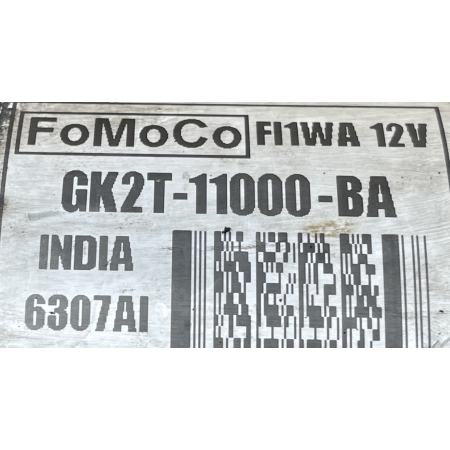 FoMoCo FI1WA 12V
GK2T-11000-BA
INDIA
6307AI